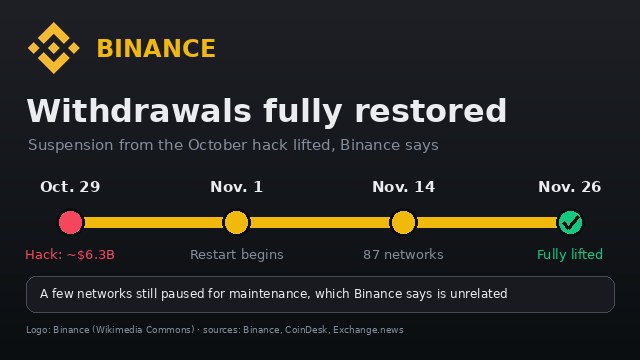 BINANCE
Withdrawals fully restored
Suspension from the October hack lifted, Binance says
Oct. 29 Nov. 1 Nov. 14 Nov. 26
Hack: ~$6.3B Restart begins 87 networks Fully lifted
A few networks still paused for maintenance, which Binance says is unrelated
Logo: Binance (Wikimedia Commons) · sources: Binance, CoinDesk, Exchange.news